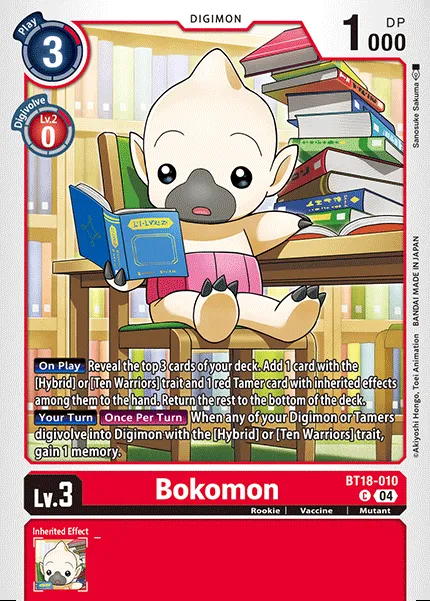 Play
3
DIGIMON
1000
DP
Digivolve
Lv.2
0
Sanosuke Sakuma
©Akiyoshi Hongo, Toei Animation BANDAI MADE IN JAPAN
On Play Reveal the top 3 cards of your deck. Add 1 card with the
[Hybrid] or [Ten Warriors] trait and 1 red Tamer card with inherited effects
among them to the hand. Return the rest to the bottom of the deck.
Your Turn Once Per Turn When any of your Digimon or Tamers
digivolve into Digimon with the [Hybrid] or [Ten Warriors] trait,
gain 1 memory.
Lv.3
Bokomon
BT18-010
C 04
Rookie | Vaccine | Mutant
Inherited Effect
—